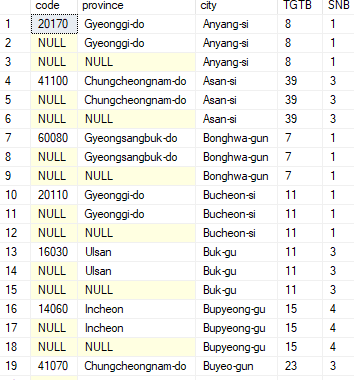 code province city TGTB SNB
1 20170 Gyeonggi-do Anyang-si 8 1
2 NULL Gyeonggi-do Anyang-si 8 1
3 NULL NULL Anyang-si 8 1
4 41100 Chungcheongnam-do Asan-si 39 3
5 NULL Chungcheongnam-do Asan-si 39 3
6 NULL NULL Asan-si 39 3
7 60080 Gyeongsangbuk-do Bonghwa-gun 7 1
8 NULL Gyeongsangbuk-do Bonghwa-gun 7 1
9 NULL NULL Bonghwa-gun 7 1
10 20110 Gyeonggi-do Bucheon-si 11 1
11 NULL Gyeonggi-do Bucheon-si 11 1
12 NULL NULL Bucheon-si 11 1
13 16030 Ulsan Buk-gu 11 3
14 NULL Ulsan Buk-gu 11 3
15 NULL NULL Buk-gu 11 3
16 14060 Incheon Bupyeong-gu 15 4
17 NULL Incheon Bupyeong-gu 15 4
18 NULL NULL Bupyeong-gu 15 4
19 41070 Chungcheongnam-do Buyeo-gun 23 3